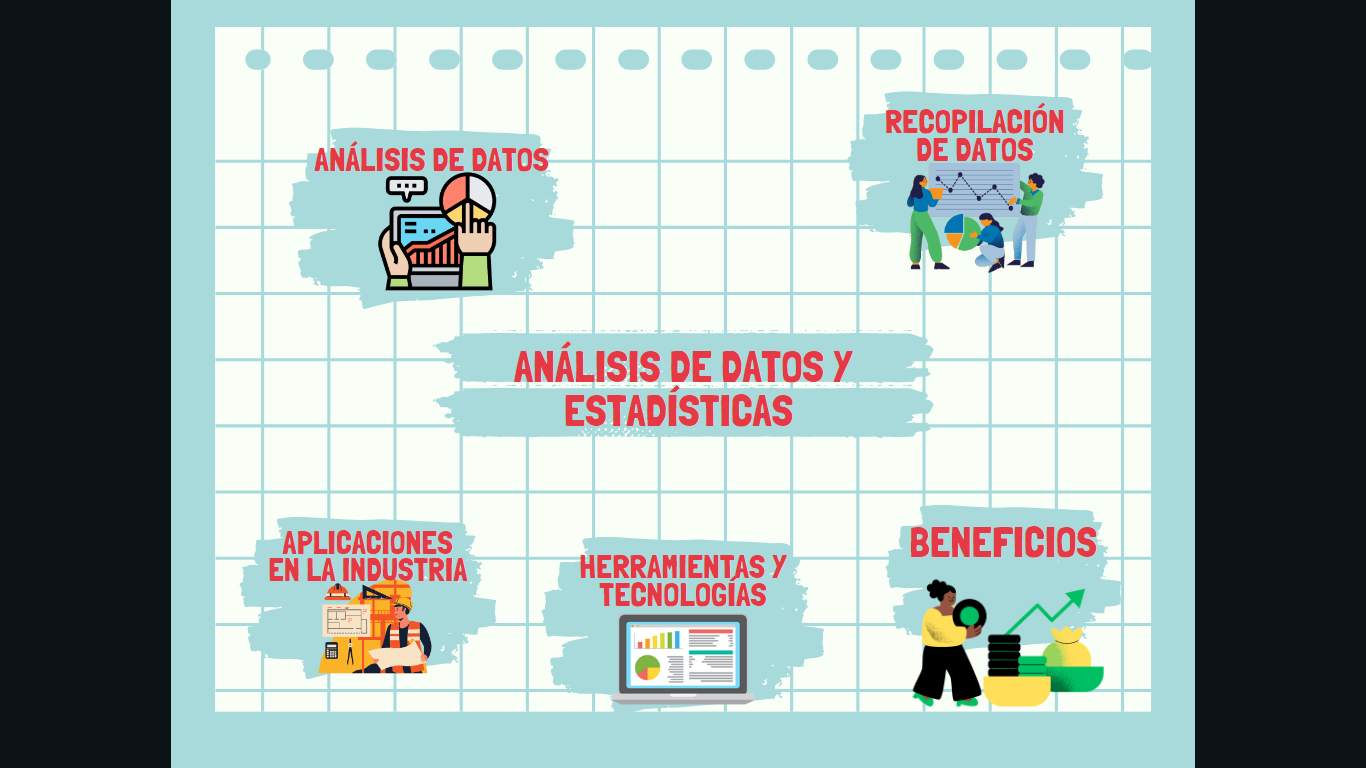 ANÁLISIS DE DATOS
RECOPILACIÓN
DE DATOS
ANÁLISIS DE DATOS Y
ESTADÍSTICAS
APLICACIONES
EN LA INDUSTRIA
HERRAMIENTAS Y
TECNOLOGÍAS
BENEFICIOS